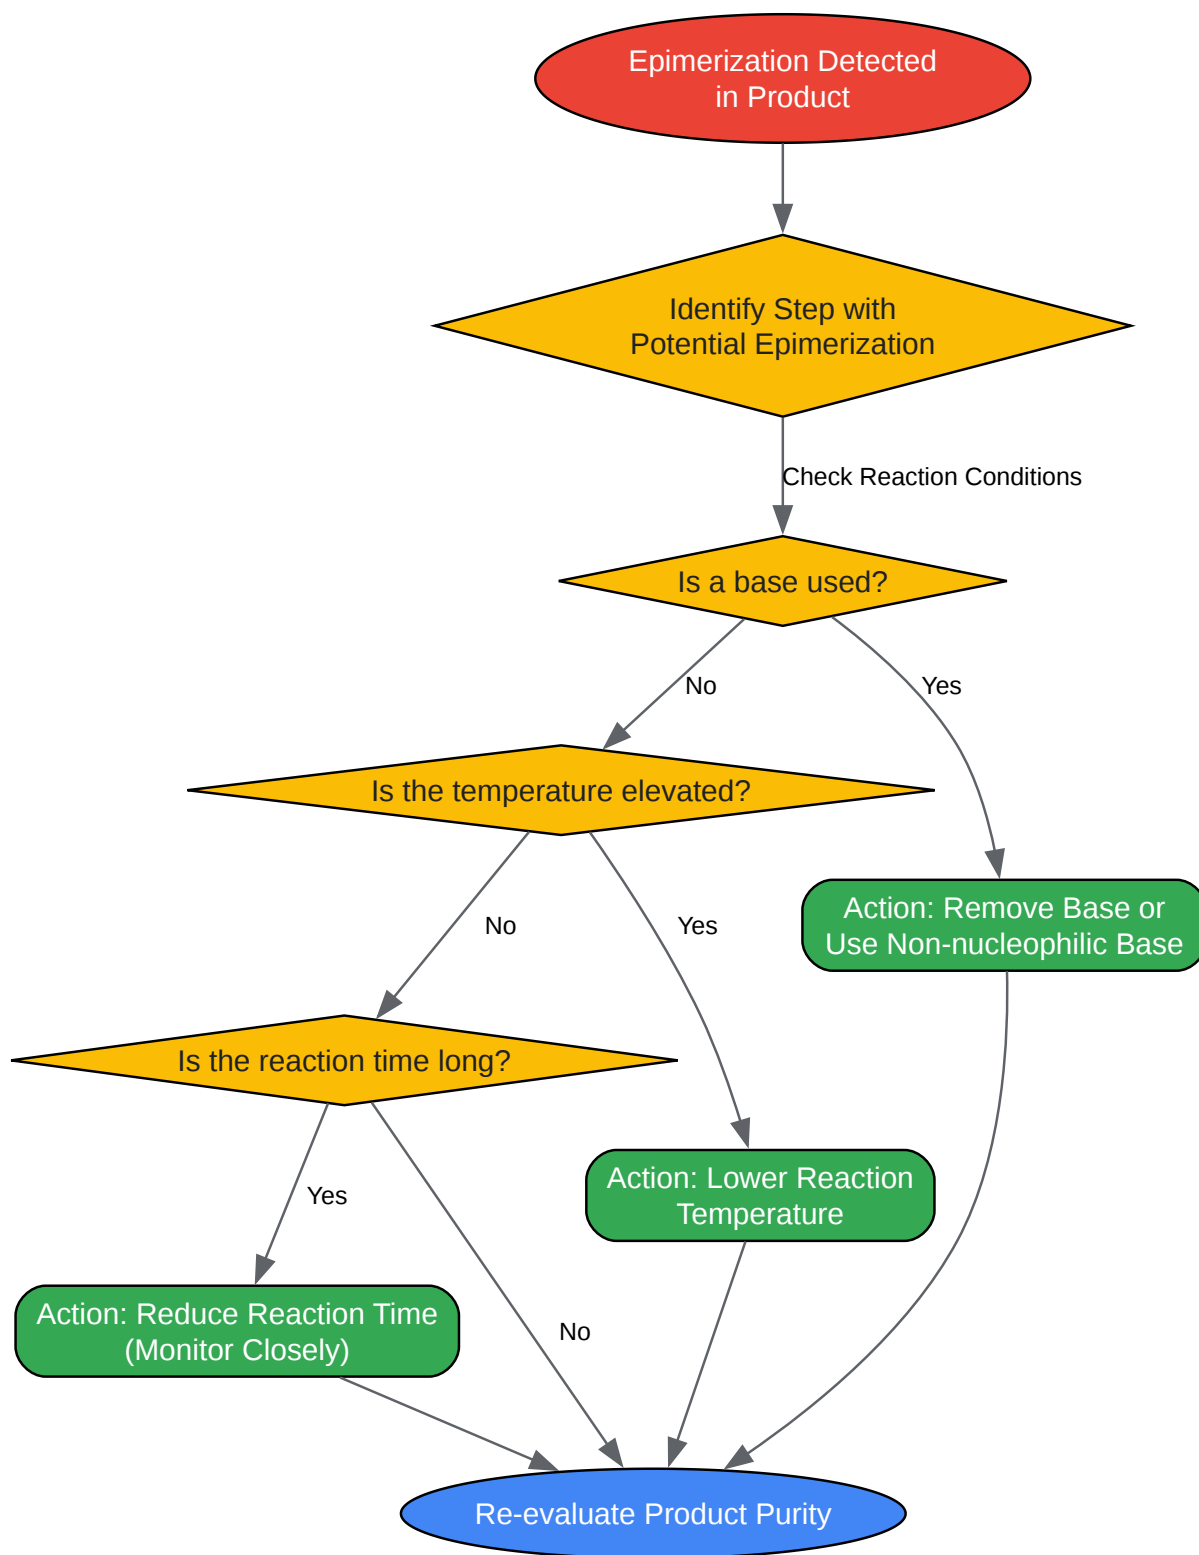 Epimerization Detected
in Product
Identify Step with
Potential Epimerization
Check Reaction Conditions
Is a base used?
No
Yes
Is the temperature elevated?
Action: Remove Base or
Use Non-nucleophilic Base
No
Yes
Is the reaction time long?
Action: Lower Reaction
Temperature
Yes
Action: Reduce Reaction Time
(Monitor Closely)
No
Re-evaluate Product Purity